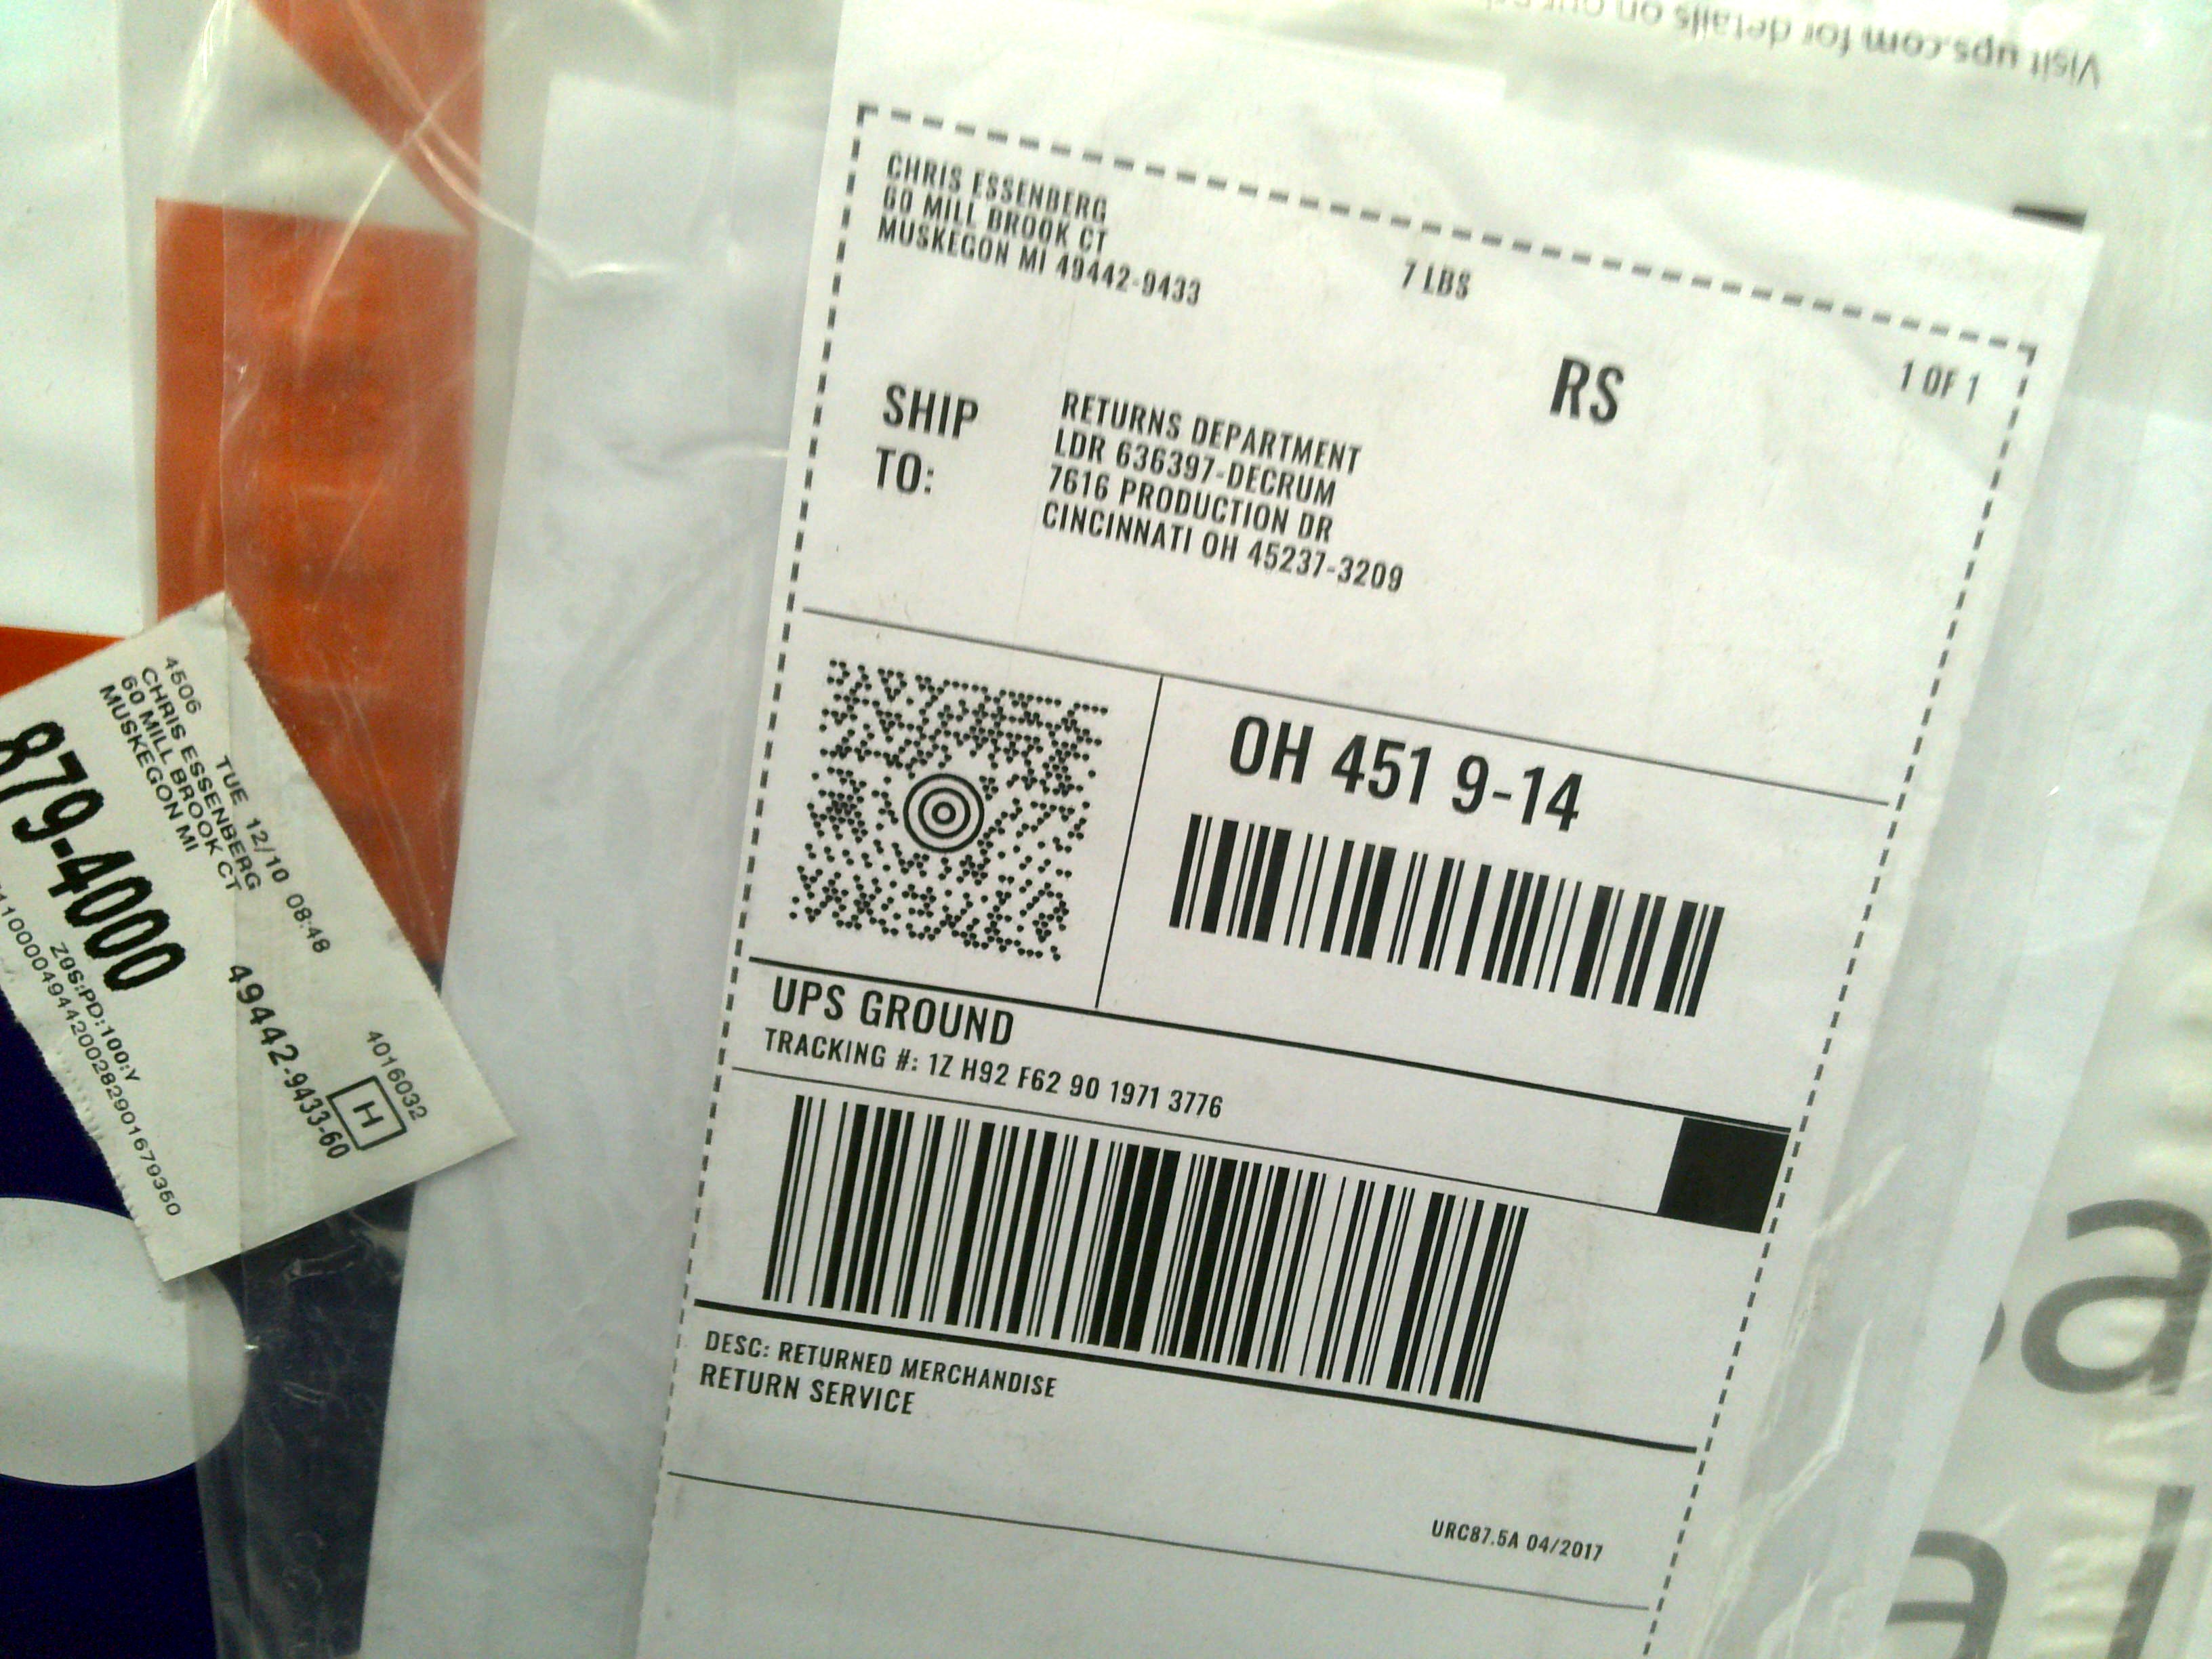 Visit ups.com for details on our
CHRIS ESSENBERG
60 MILL BROOK CT
MUSKEGON MI 49442-9433
7 LBS
1 OF 1
RS
SHIP
TO:
RETURNS DEPARTMENT
LDR 636397-DECRUM
7616 PRODUCTION DR
CINCINNATI OH 45237-3209
OH 451 9-14
UPS GROUND
TRACKING #: 1Z H92 F62 90 1971 3776
DESC: RETURNED MERCHANDISE
RETURN SERVICE
URC87.5A 04/2017
4506
TUE 12/10 08:48
CHRIS ESSENBERG
60 MILL BROOK CT
MUSKEGON MI
879-4000
49442-9433-60
4016032
H
Z9S:PD:100:Y